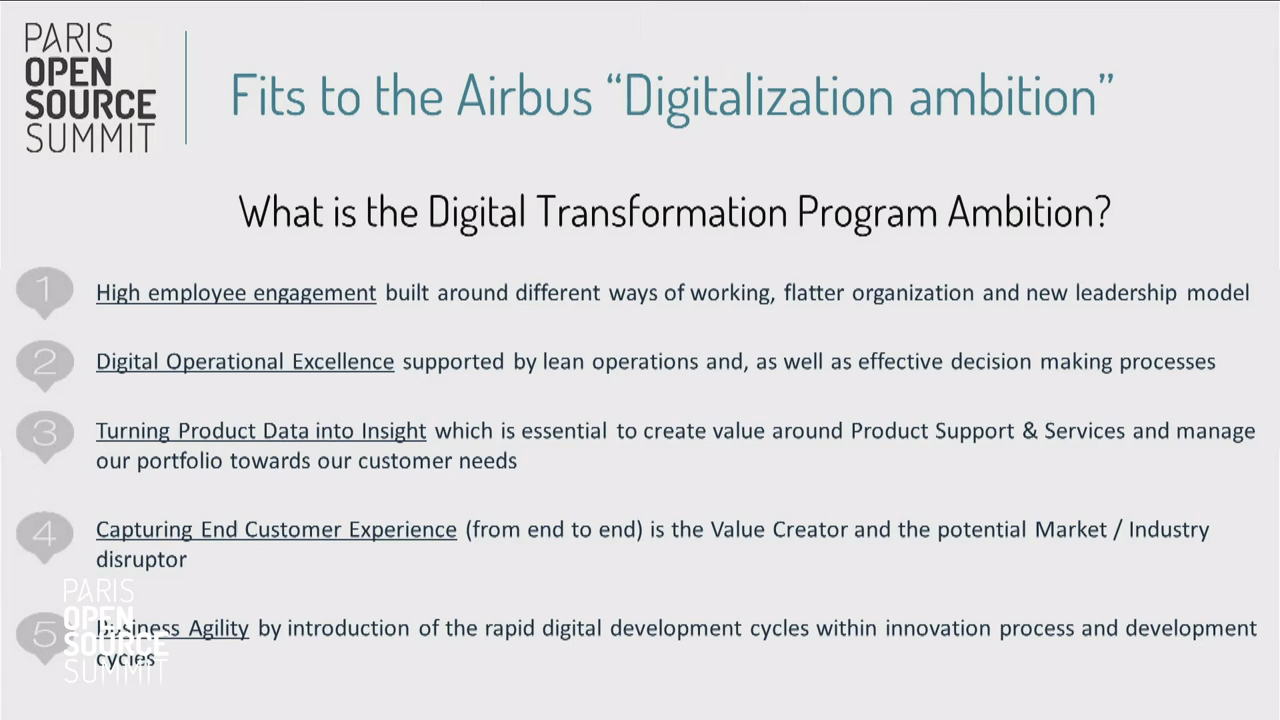 PARIS
OPEN
SOURCE
SUMMIT
Fits to the Airbus “Digitalization ambition”
What is the Digital Transformation Program Ambition?
1 High employee engagement built around different ways of working, flatter organization and new leadership model
2 Digital Operational Excellence supported by lean operations and, as well as effective decision making processes
3 Turning Product Data into Insight which is essential to create value around Product Support & Services and manage
our portfolio towards our customer needs
4 Capturing End Customer Experience (from end to end) is the Value Creator and the potential Market / Industry
disruptor
5 Business Agility by introduction of the rapid digital development cycles within innovation process and development
cycles
PARIS
OPEN
SOURCE
SUMMIT